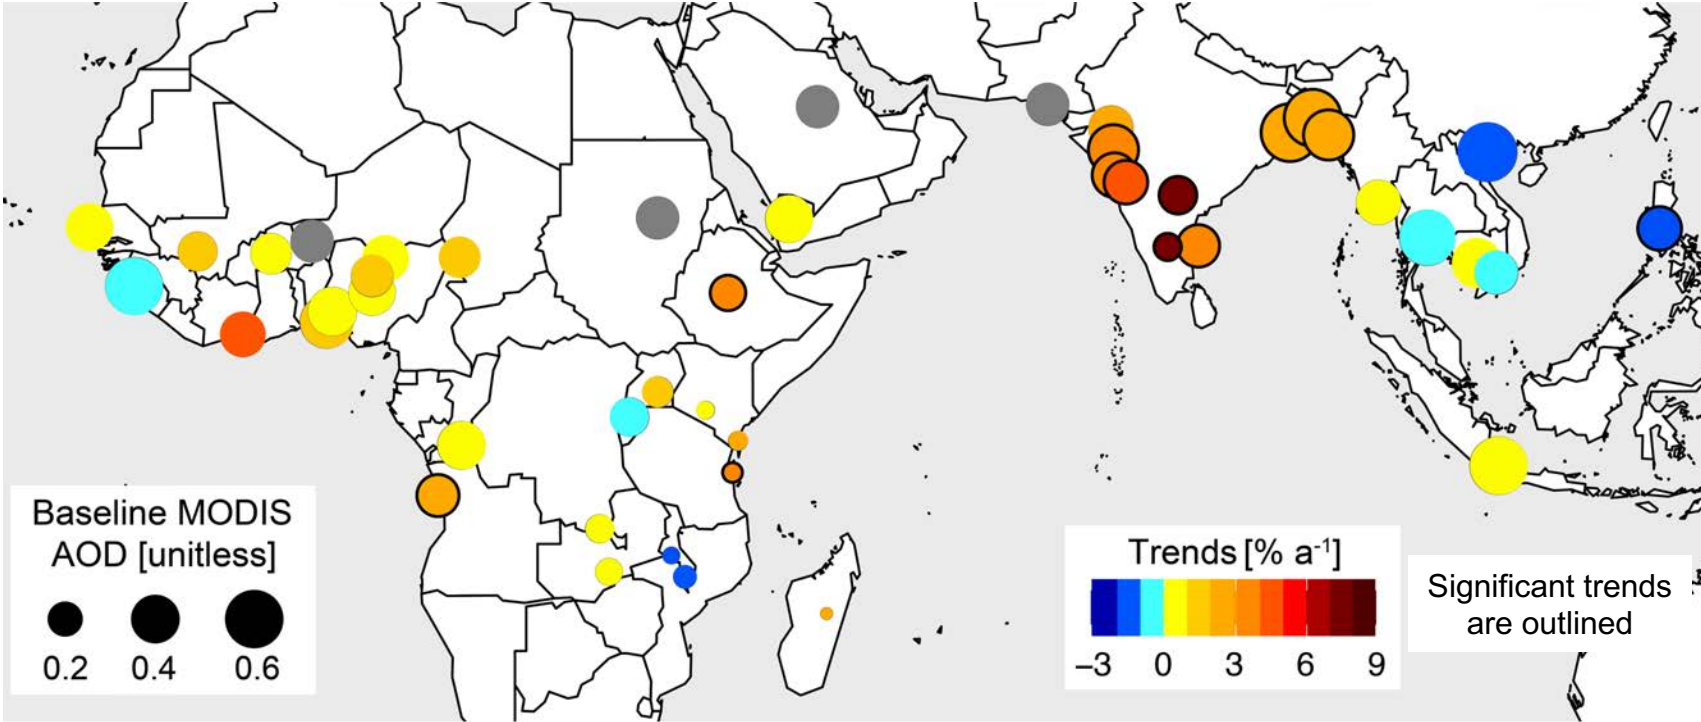 Baseline MODIS
AOD [unitless]
0.2 0.4 0.6
Trends [% a⁻¹]
−3 0 3 6 9
Significant trends
are outlined